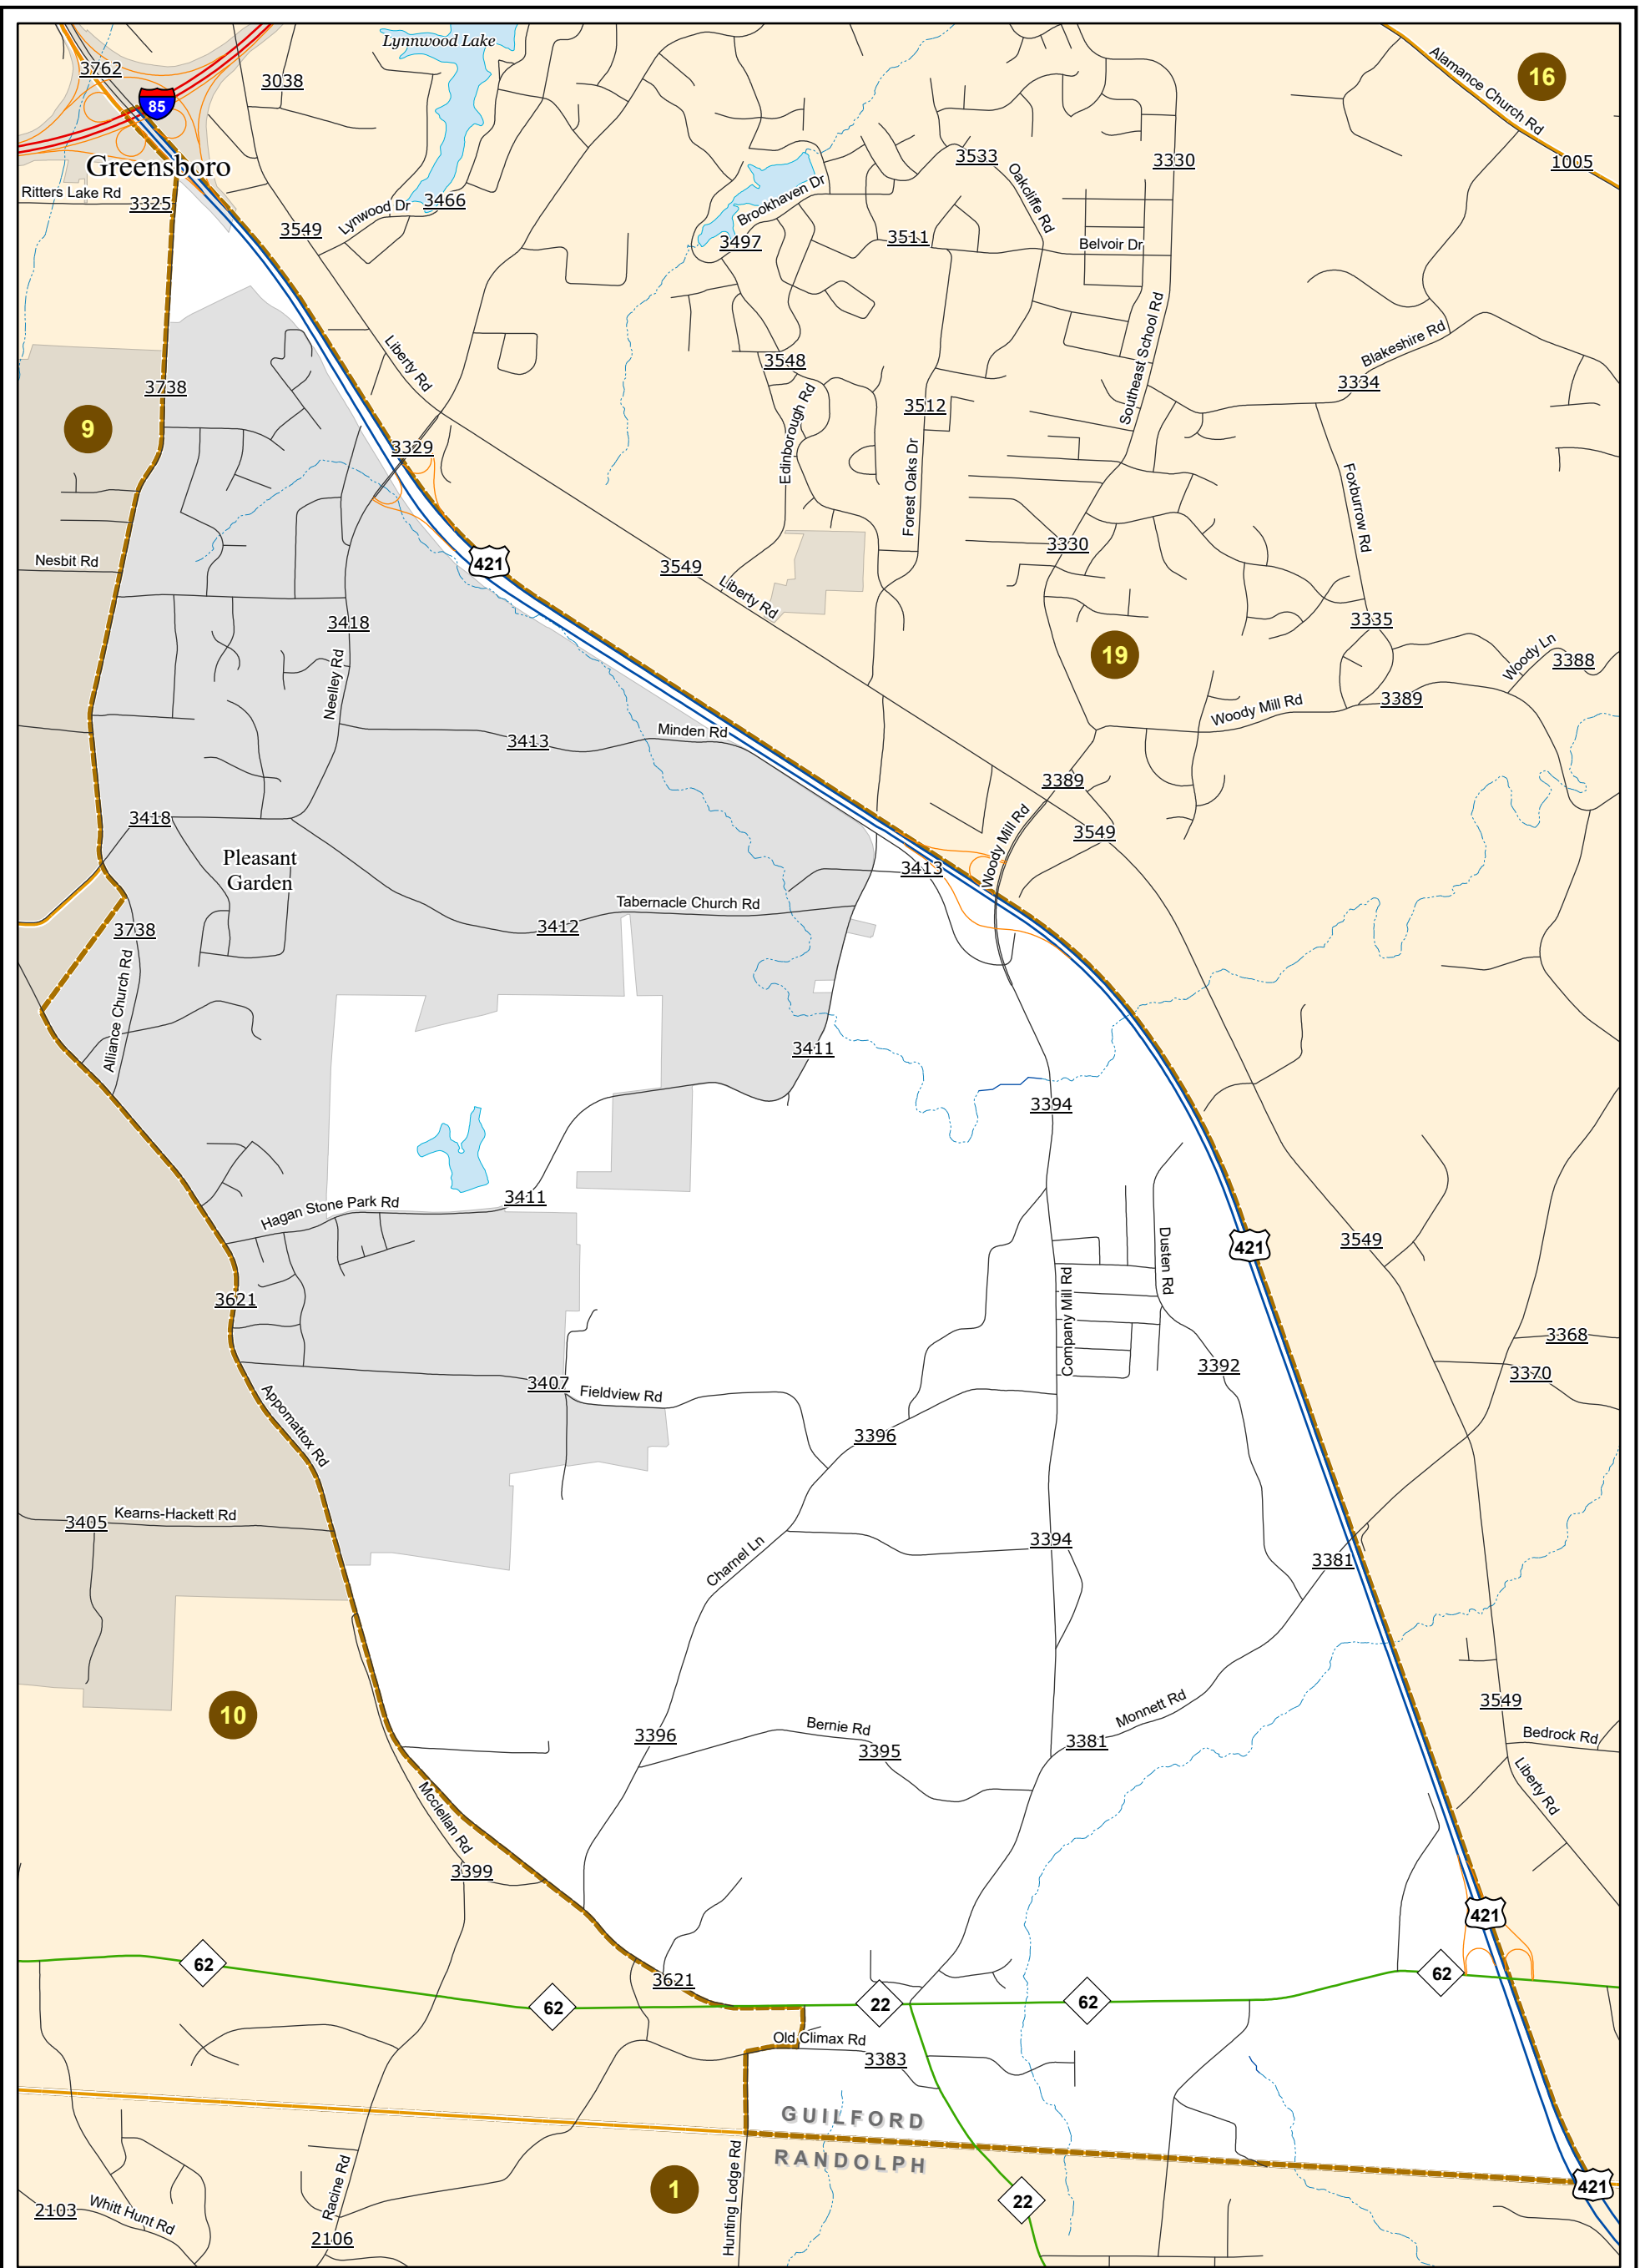 Lynnwood Lake
3762
3038
16
Alamance Church Rd
85
Greensboro
3533
3330
1005
Ritters Lake Rd
3325
Oakcliffe Rd
Lynwood Dr
3466
Brookhaven Dr
3549
3497
3511
Belvoir Dr
Liberty Rd
Southeast School Rd
Blakeshire Rd
3548
3738
3334
9
Edinborough Rd
3512
3329
Forest Oaks Dr
Foxburrow Rd
3330
Nesbit Rd
421
3549
Liberty Rd
3418
3335
19
Neelley Rd
Woody Ln
3388
3389
Woody Mill Rd
Minden Rd
3413
3389
3418
Woody Mill Rd
3549
Pleasant
Garden
3413
Tabernacle Church Rd
3412
3738
Alliance Church Rd
3411
3394
Hagan Stone Park Rd
3411
Dusten Rd
421
3549
3621
Company Mill Rd
3368
3392
3370
3407
Fieldview Rd
Appomattox Rd
3396
Kearns-Hackett Rd
3405
3394
Charnel Ln
3381
10
3549
Monnett Rd
3396
Bernie Rd
3395
3381
Bedrock Rd
Mcclellan Rd
Liberty Rd
3399
421
62
3621
62
62
22
62
Old Climax Rd
3383
GUILFORD
RANDOLPH
Hunting Lodge Rd
1
Racine Rd
421
22
2103
Whitt Hunt Rd
2106